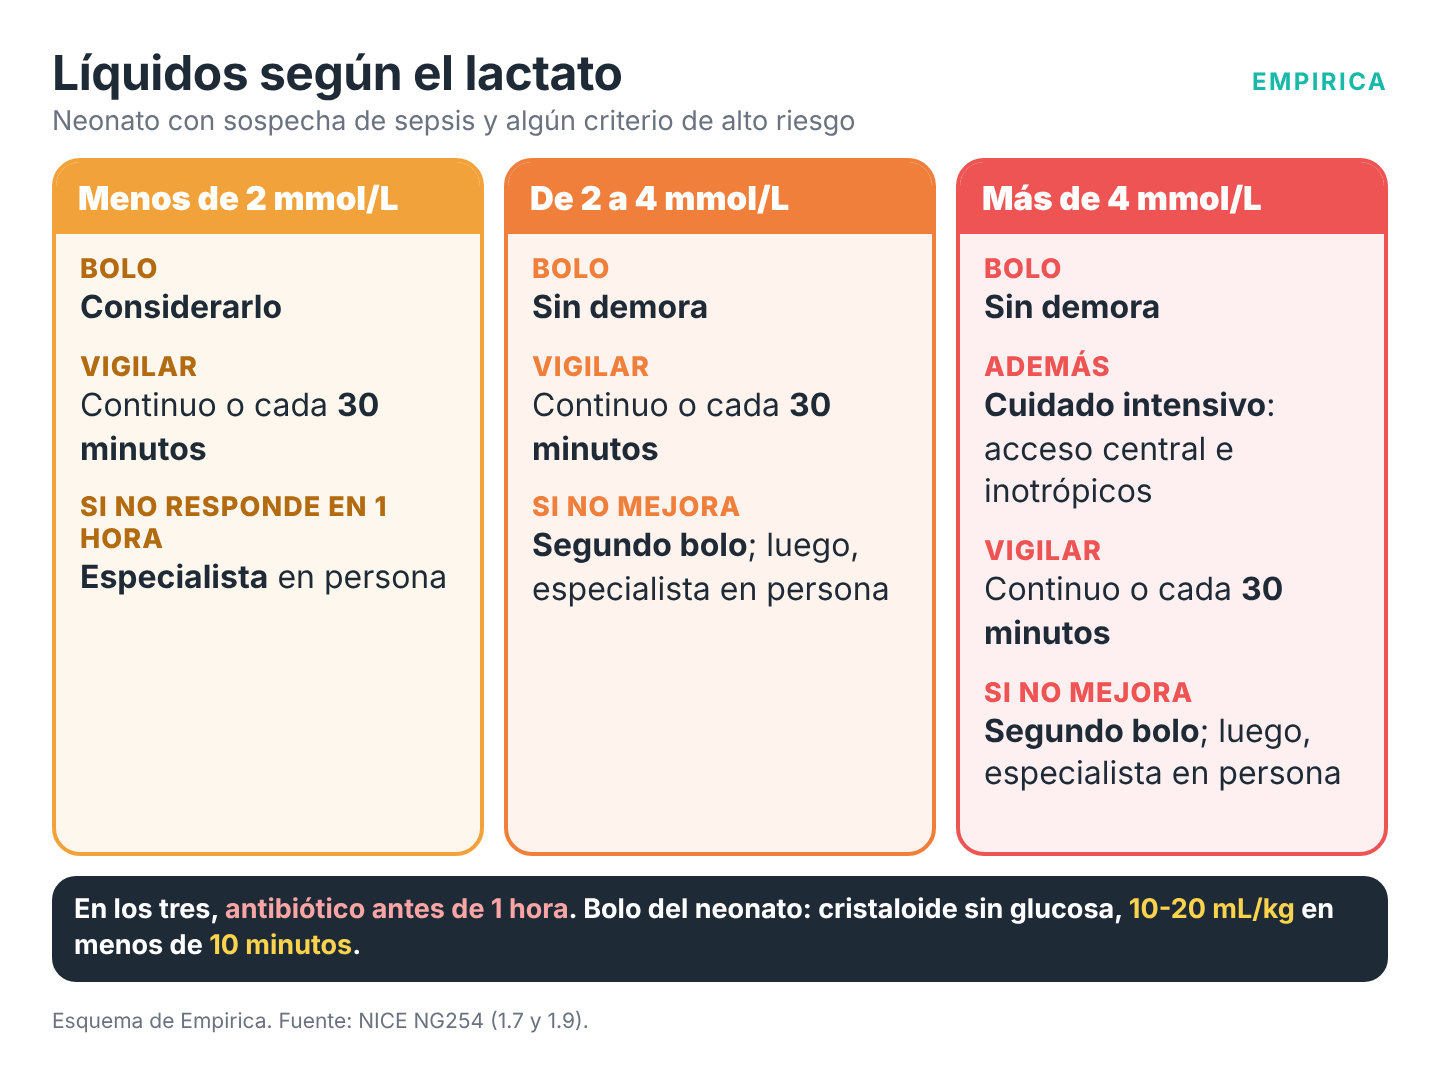 Líquidos según el lactato
EMPIRICA
Neonato con sospecha de sepsis y algún criterio de alto riesgo
Menos de 2 mmol/L
BOLO
Considerarlo
VIGILAR
Continuo o cada 30
minutos
SI NO RESPONDE EN 1
HORA
Especialista en persona
De 2 a 4 mmol/L
BOLO
Sin demora
VIGILAR
Continuo o cada 30
minutos
SI NO MEJORA
Segundo bolo; luego,
especialista en persona
Más de 4 mmol/L
BOLO
Sin demora
ADEMÁS
Cuidado intensivo:
acceso central e
inotrópicos
VIGILAR
Continuo o cada 30
minutos
SI NO MEJORA
Segundo bolo; luego,
especialista en persona
En los tres, antibiótico antes de 1 hora. Bolo del neonato: cristaloide sin glucosa, 10-20 mL/kg en
menos de 10 minutos.
Esquema de Empirica. Fuente: NICE NG254 (1.7 y 1.9).